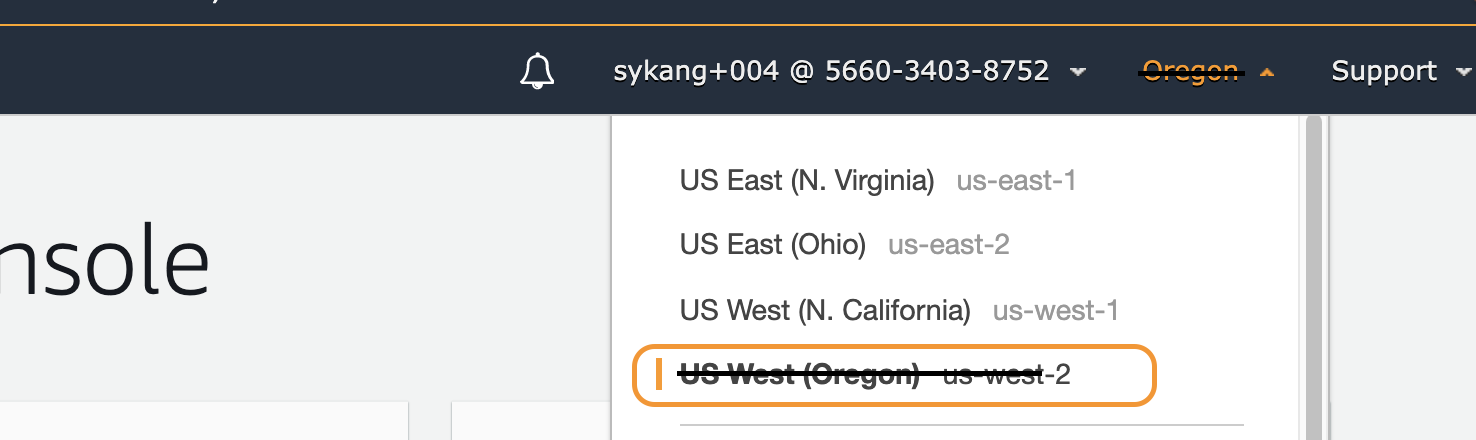 sykang+004 @ 5660-3403-8752 Oregon Support
nsole
US East (N. Virginia) us-east-1
US East (Ohio) us-east-2
US West (N. California) us-west-1
US West (Oregon) us-west-2